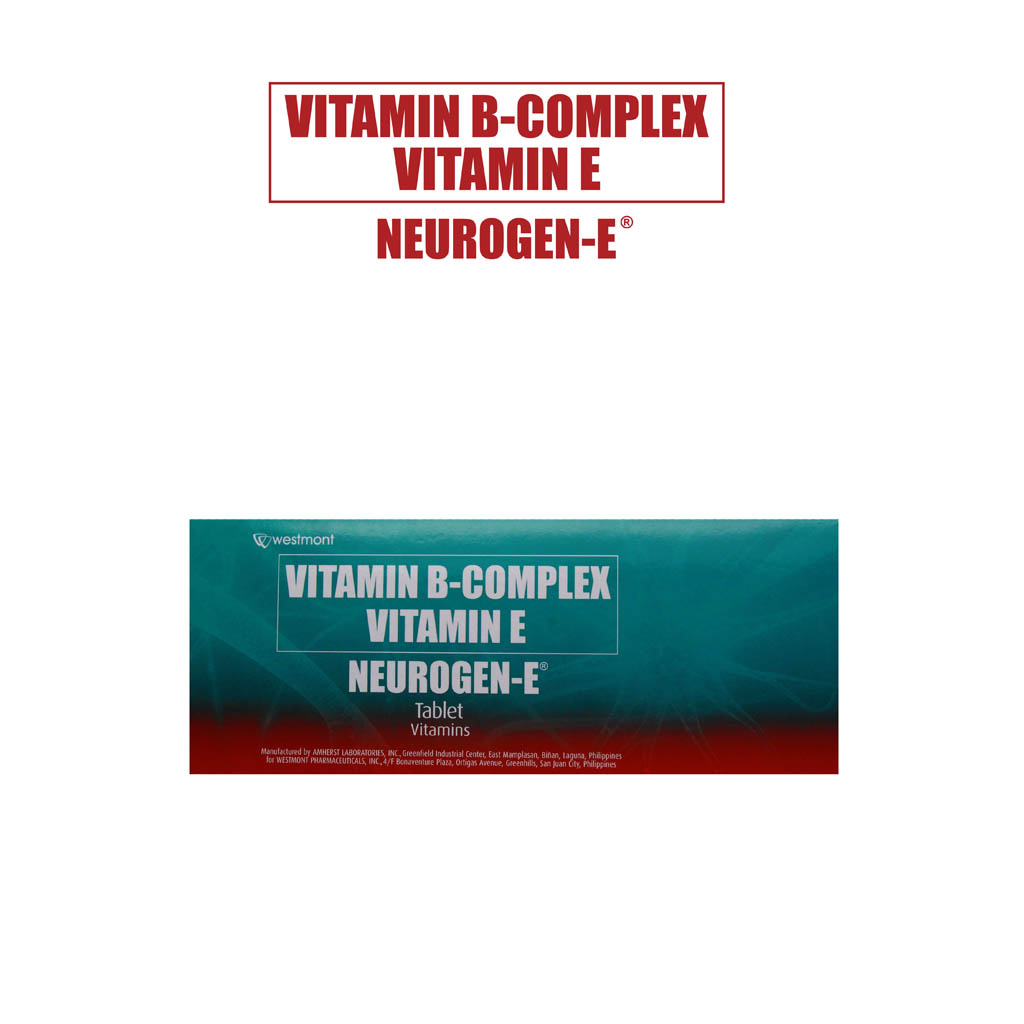 VITAMIN B-COMPLEX
VITAMIN E
NEUROGEN-E®
westmont
VITAMIN B-COMPLEX
VITAMIN E
NEUROGEN-E®
Tablet
Vitamins
Manufactured by AMHERST LABORATORIES, INC., Greenfield Industrial Center, East Mamplasan, Biñan, Laguna, Philippines
for WESTMONT PHARMACEUTICALS, INC., 4/F Bonaventure Plaza, Ortigas Avenue, Greenhills, San Juan City, Philippines